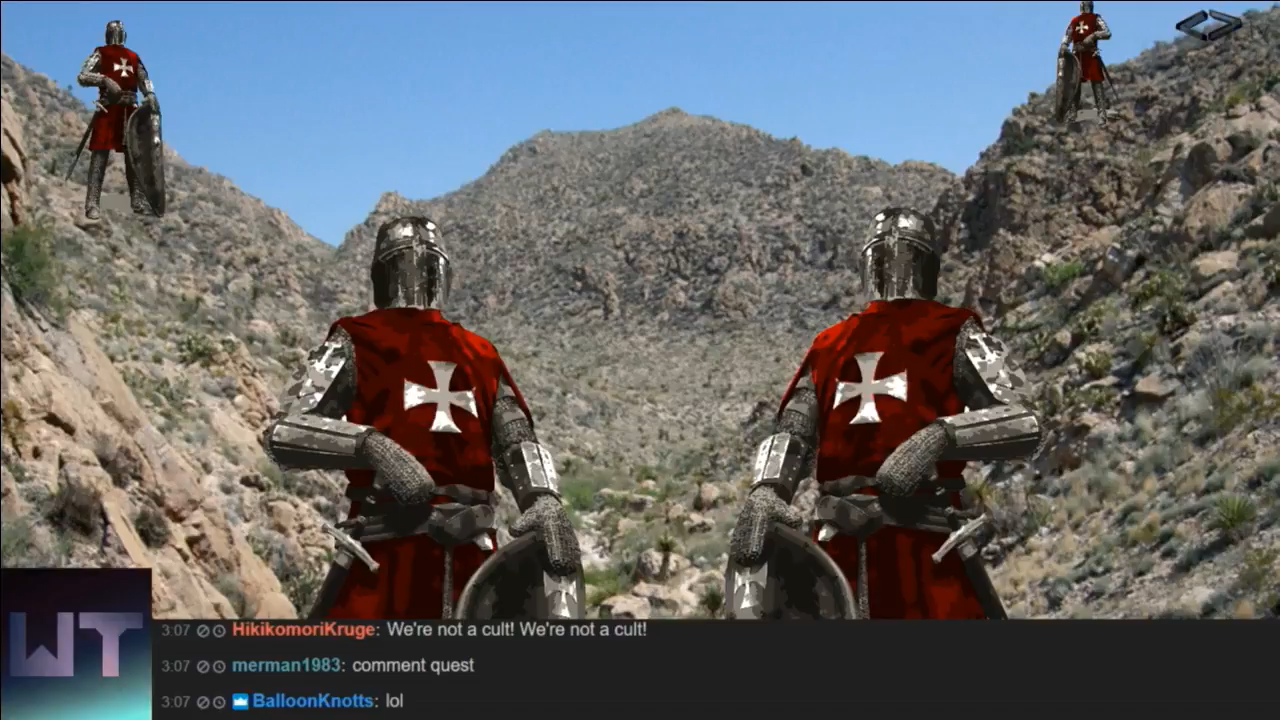 WT
3:07 HikikomoriKruge: We're not a cult! We're not a cult!
3:07 merman1983: comment quest
3:07 BalloonKnotts: lol